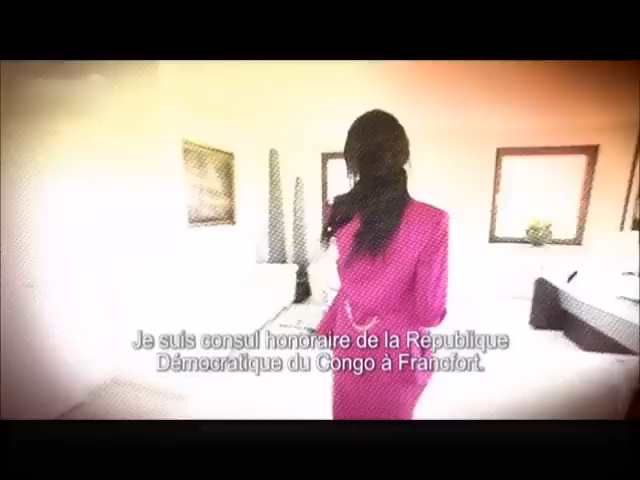 Je suis consul honoraire de la République
Démocratique du Congo à Francfort.